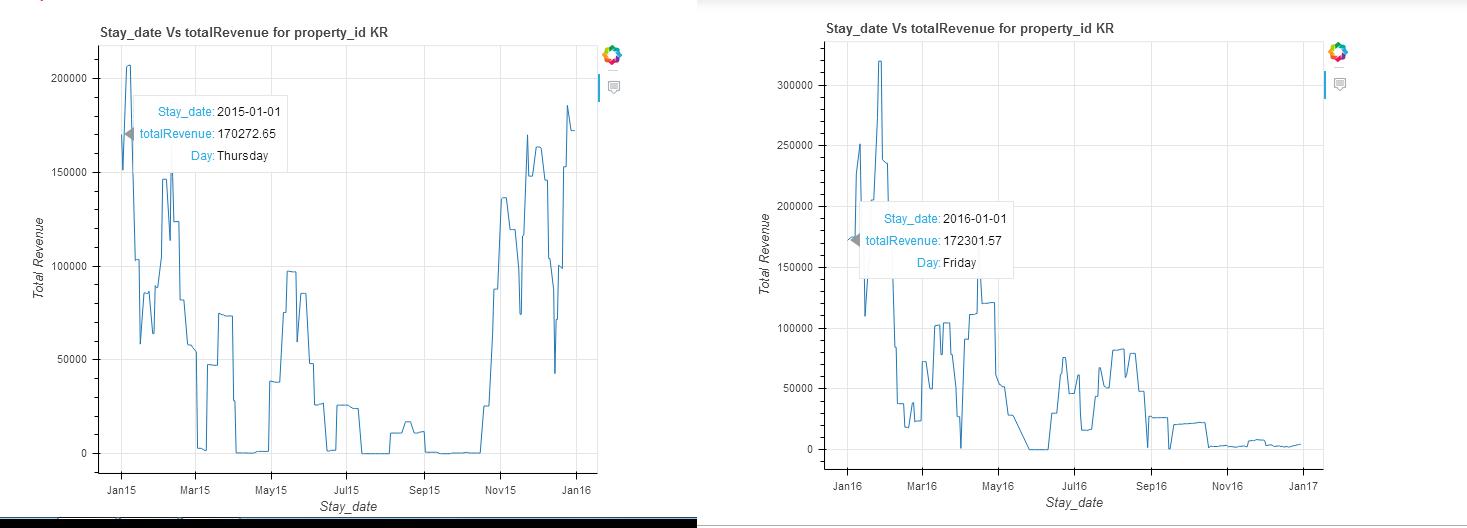 Stay_date Vs totalRevenue for property_id KR
200000
150000
100000
50000
0
Total Revenue
Stay_date: 2015-01-01
totalRevenue: 170272.65
Day: Thursday
Jan15 Mar15 May15 Jul15 Sep15 Nov15 Jan16
Stay_date
Stay_date Vs totalRevenue for property_id KR
300000
250000
200000
150000
100000
50000
0
Total Revenue
Stay_date: 2016-01-01
totalRevenue: 172301.57
Day: Friday
Jan16 Mar16 May16 Jul16 Sep16 Nov16 Jan17
Stay_date